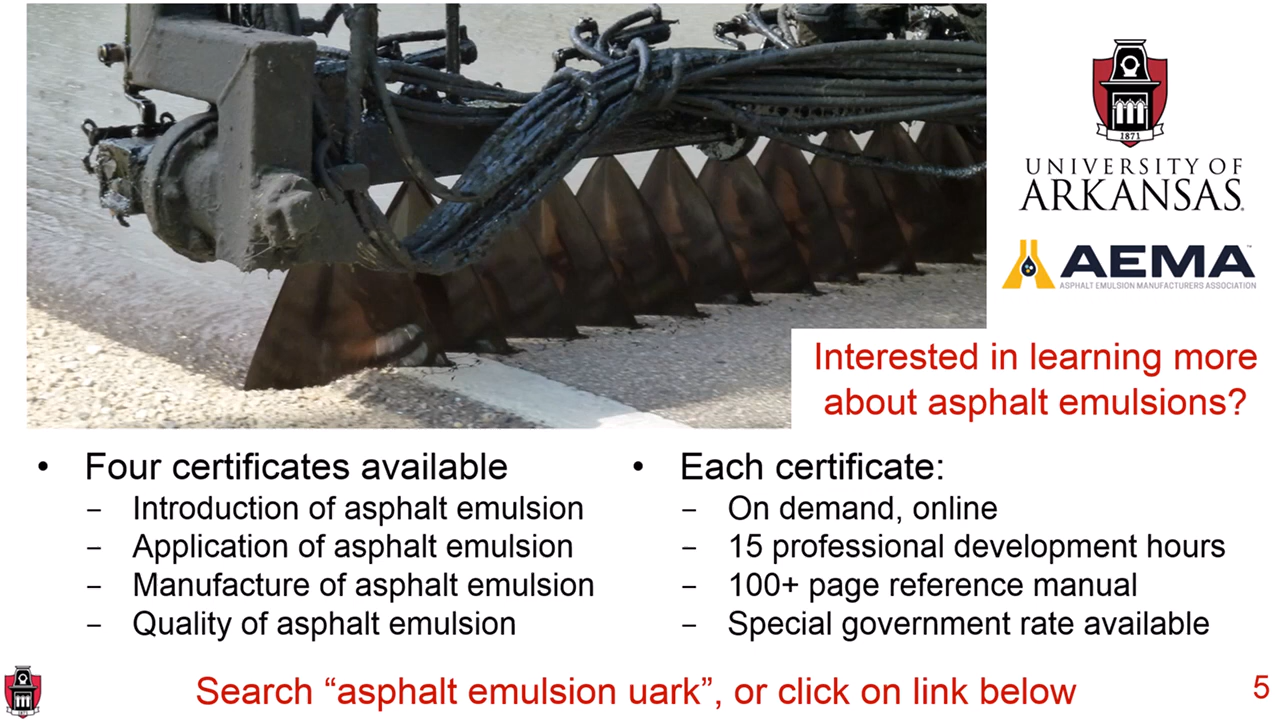 1871
UNIVERSITY OF
ARKANSAS.
AEMA™
ASPHALT EMULSION MANUFACTURERS ASSOCIATION
Interested in learning more
about asphalt emulsions?
• Four certificates available
– Introduction of asphalt emulsion
– Application of asphalt emulsion
– Manufacture of asphalt emulsion
– Quality of asphalt emulsion
• Each certificate:
– On demand, online
– 15 professional development hours
– 100+ page reference manual
– Special government rate available
1871
Search “asphalt emulsion uark”, or click on link below
5